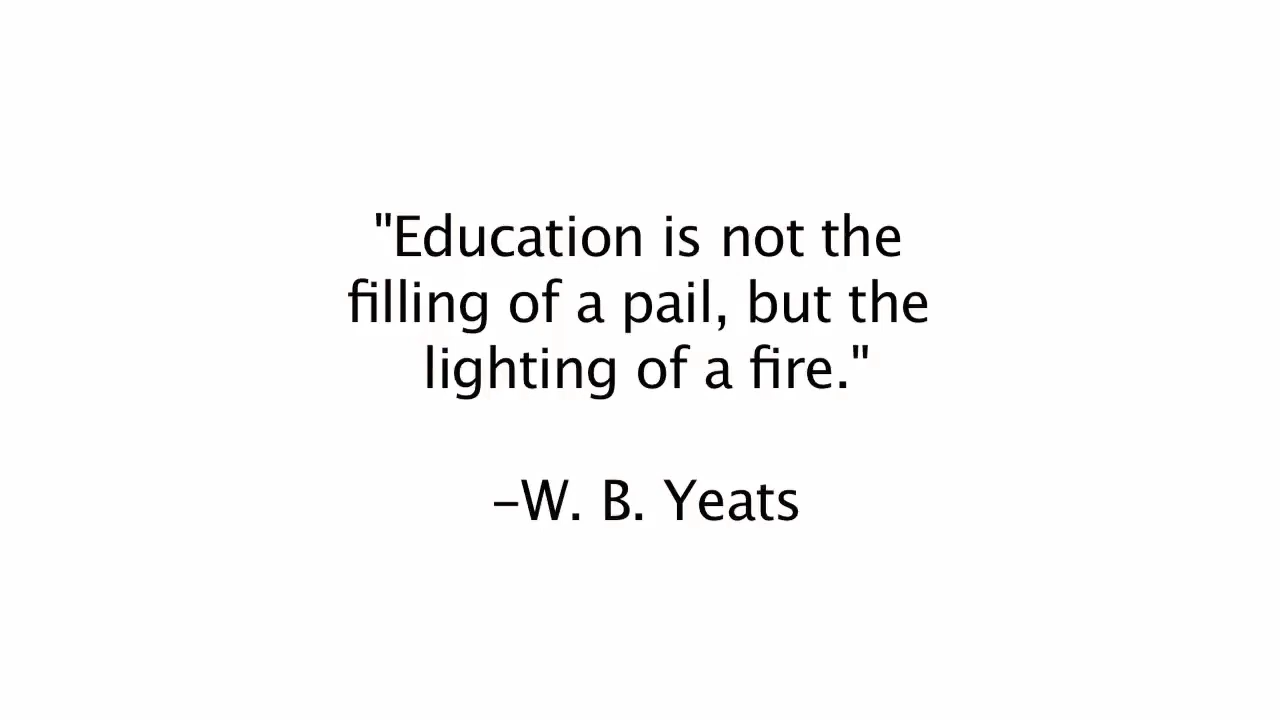 "Education is not the
filling of a pail, but the
lighting of a fire."
–W. B. Yeats